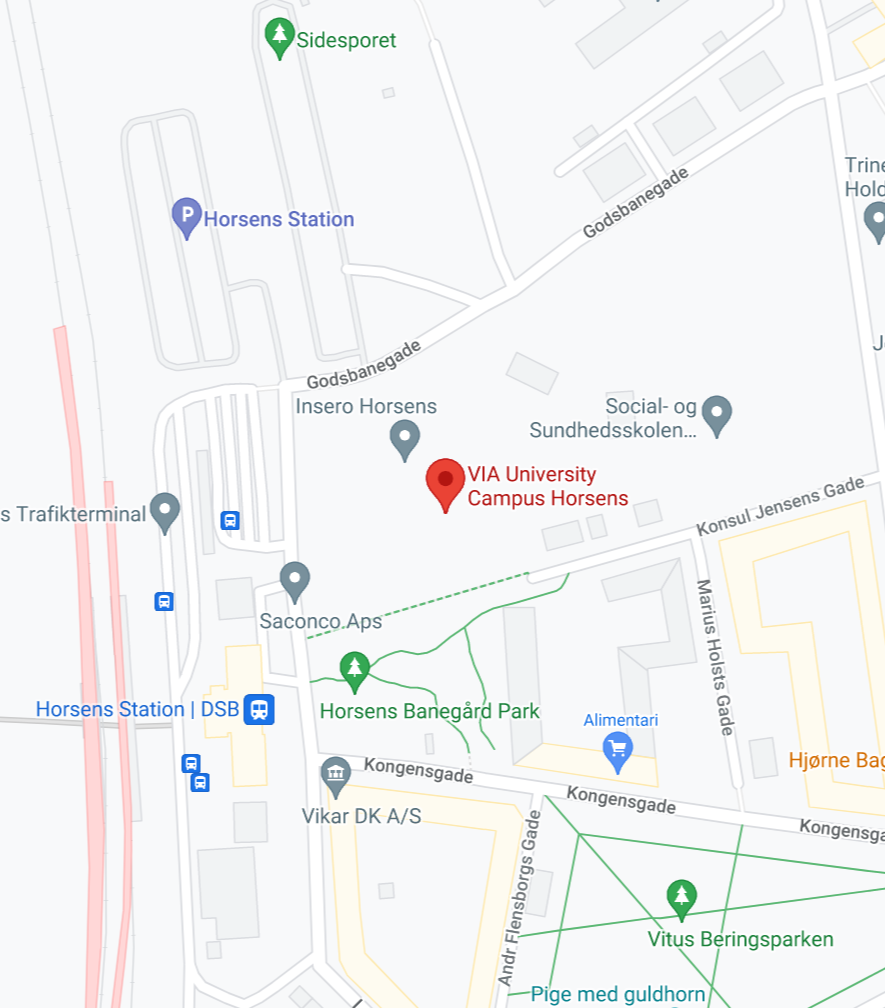 Sidesporet
Trine
Hold
P
Horsens Station
Godsbanegade
Godsbanegade
Insero Horsens
Social- og
Sundhedsskolen...
VIA University
Campus Horsens
s Trafikterminal
Konsul Jensens Gade
Saconco Aps
Marius Holsts Gade
Horsens Station | DSB
Horsens Banegård Park
Alimentari
Kongensgade
Hjørne Bag
Kongensgade
Vikar DK A/S
Kongensga
Andr Flensborgs Gade
Vitus Beringsparken
Pige med guldhorn